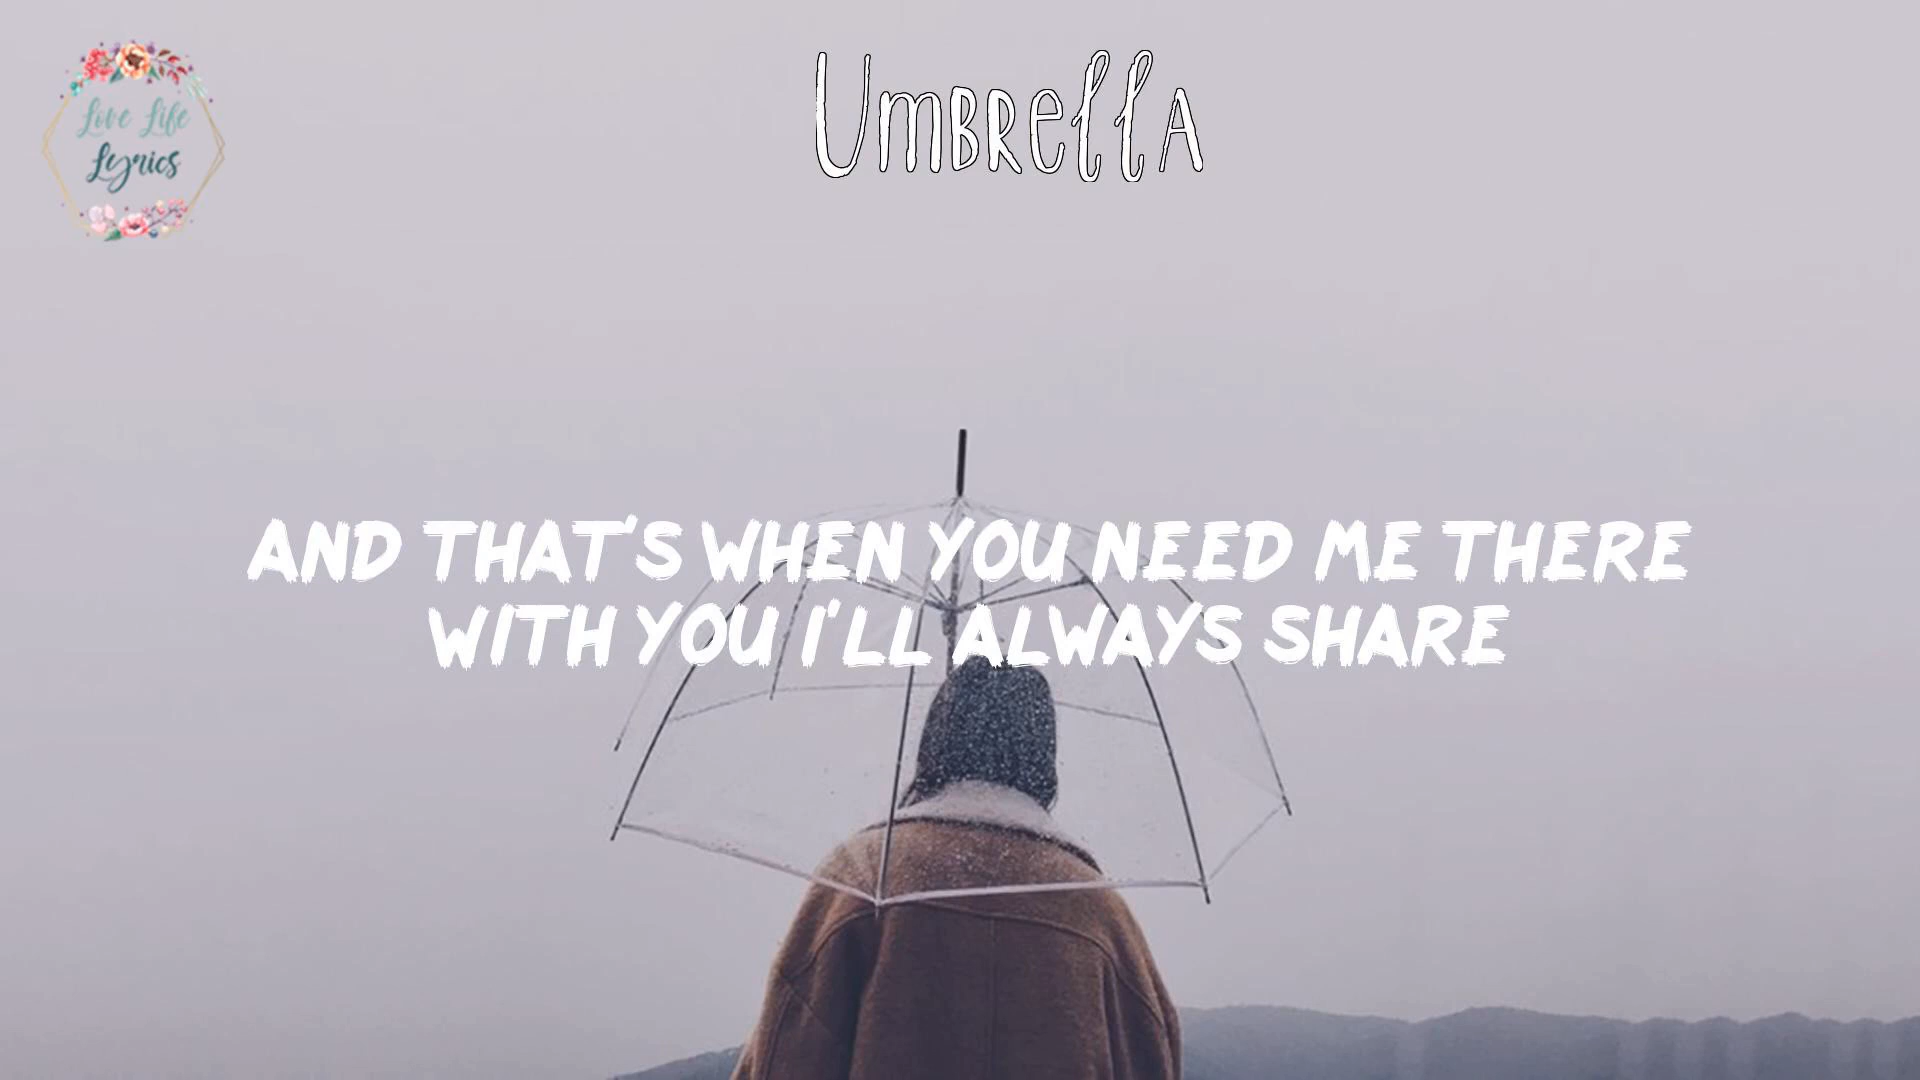 Love Life
Lyrics
UmBRellA
AND THAT'S WHEN YOU NEED ME THERE
WITH YOU I'LL ALWAYS SHARE